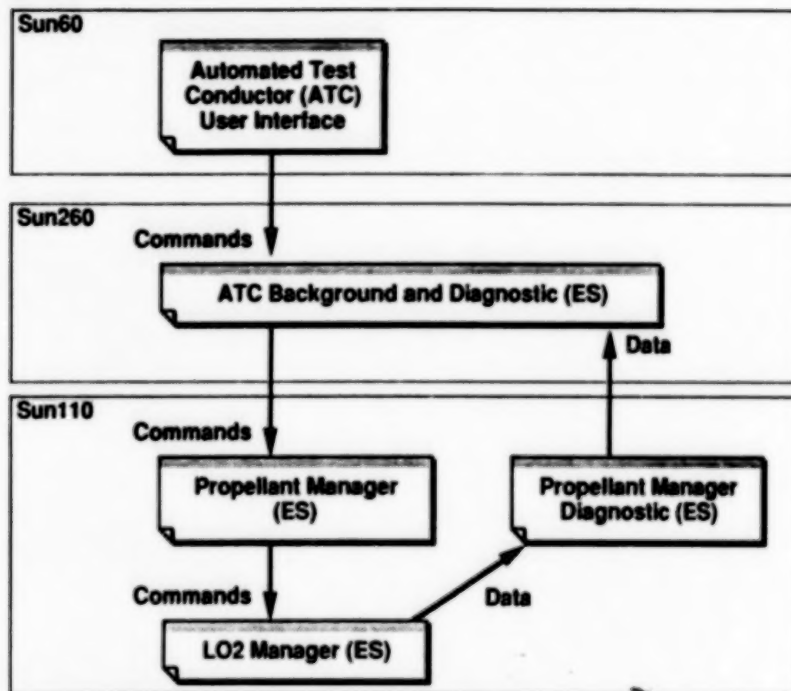 Sun60
Automated Test
Conductor (ATC)
User Interface
Sun260
Commands
ATC Background and Diagnostic (ES)
Data
Sun110
Commands
Propellant Manager
(ES)
Propellant Manager
Diagnostic (ES)
Commands
Data
LO2 Manager (ES)